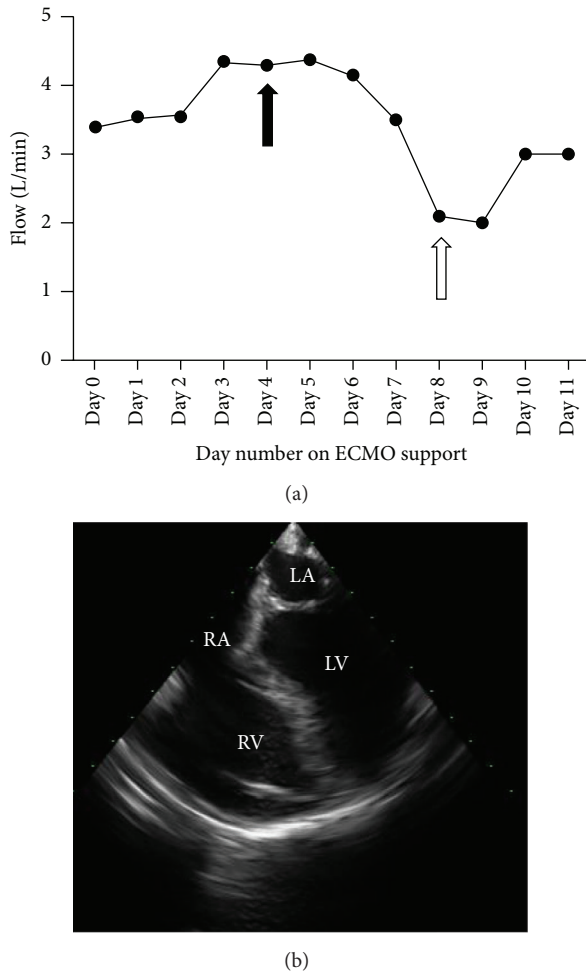 5
4
3
2
1
0
Flow (L/min)
Day 0 Day 1 Day 2 Day 3 Day 4 Day 5 Day 6 Day 7 Day 8 Day 9 Day 10 Day 11
Day number on ECMO support
(a)
LA
RA
LV
RV
(b)